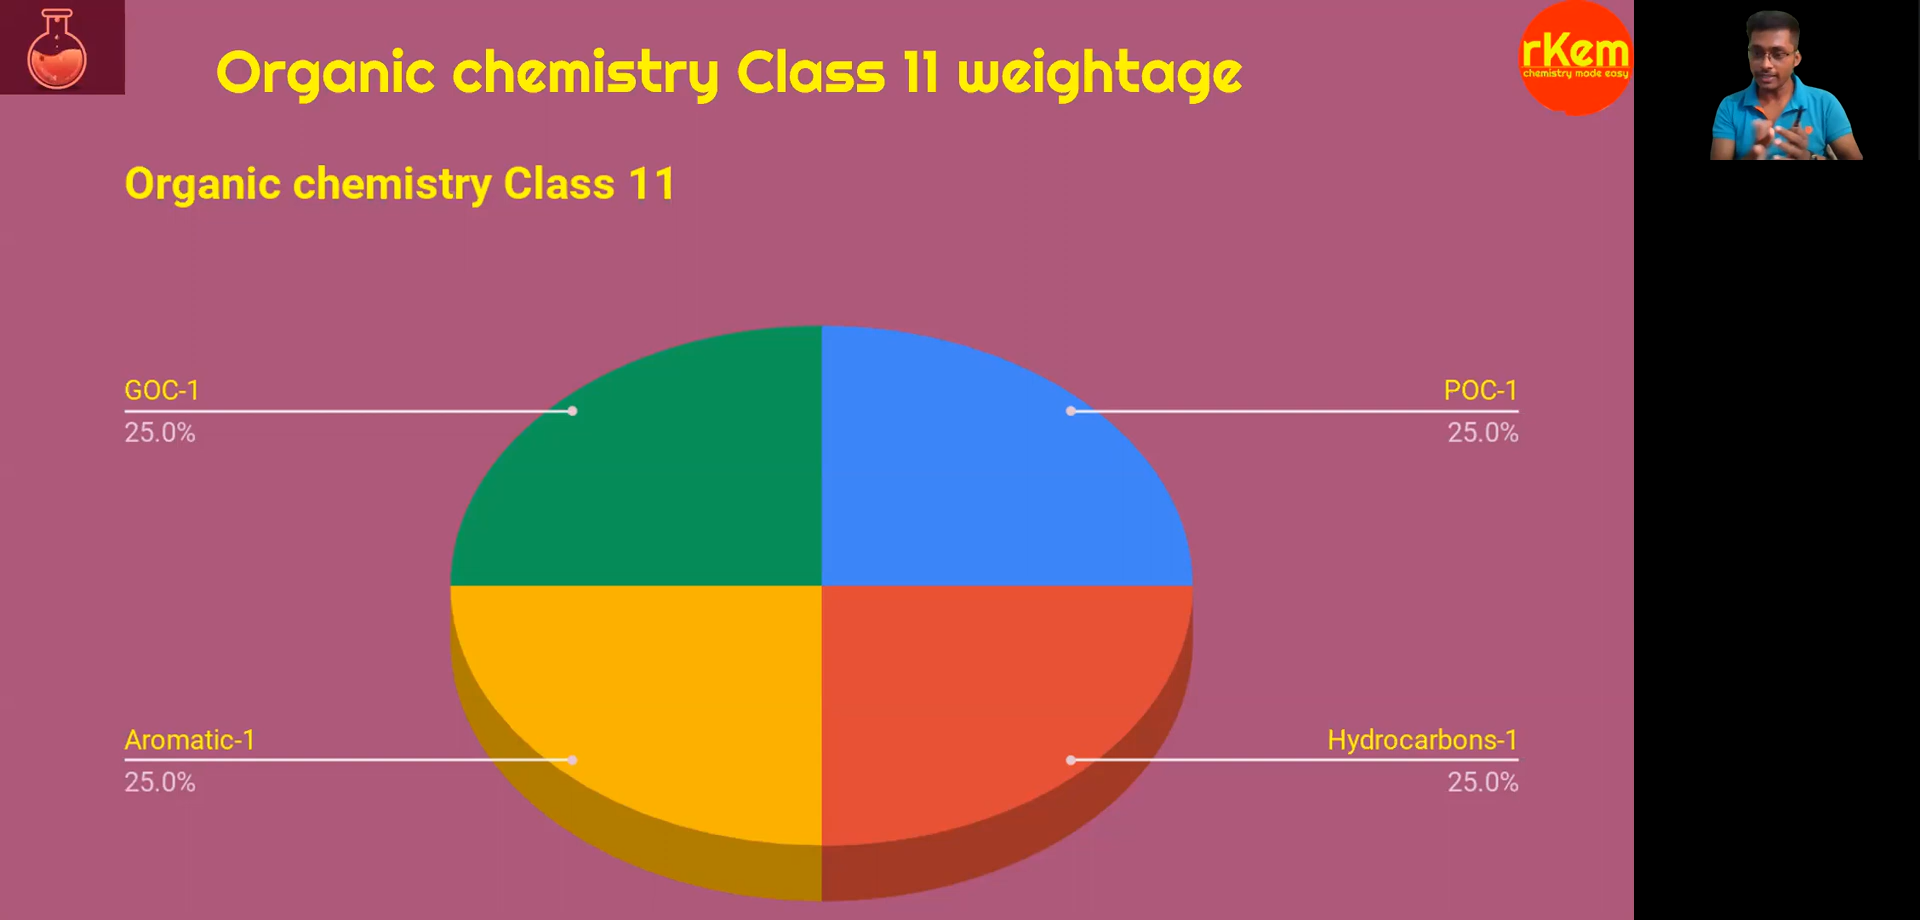 Organic chemistry Class 11 weightage
rKem
chemistry made easy
Organic chemistry Class 11
GOC-1
25.0%
POC-1
25.0%
Aromatic-1
25.0%
Hydrocarbons-1
25.0%